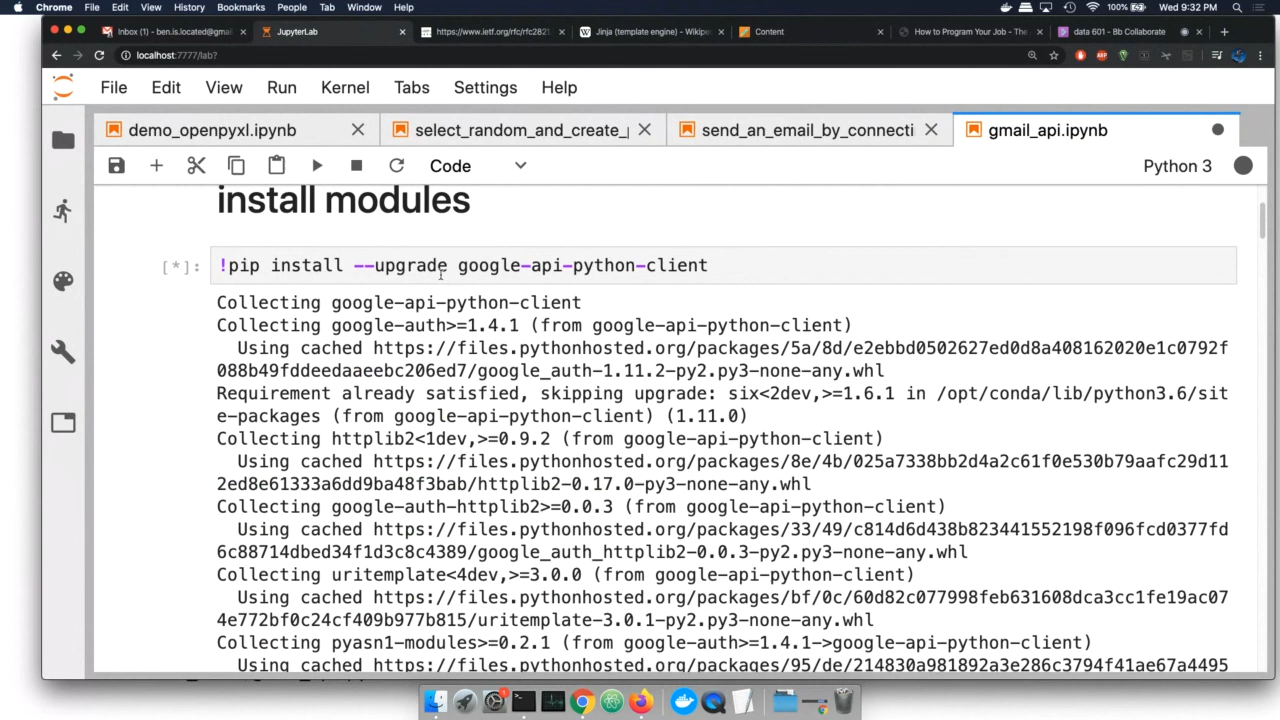 Chrome File Edit View History Bookmarks People Tab Window Help 100% Wed 9:32 PM
Inbox (1) - ben.is.located@gmai
JupyterLab
https://www.ietf.org/rfc/rfc2821
Jinja (template engine) - Wikipe
Content
How to Program Your Job - The
data 601 - Bb Collaborate
localhost:7777/lab?
File Edit View Run Kernel Tabs Settings Help
demo_openpyxl.ipynb
select_random_and_create_
send_an_email_by_connecti
gmail_api.ipynb
Code
Python 3
install modules
[*]: !pip install --upgrade google-api-python-client
Collecting google-api-python-client
Collecting google-auth>=1.4.1 (from google-api-python-client)
Using cached https://files.pythonhosted.org/packages/5a/8d/e2ebbd0502627ed0d8a408162020e1c0792f
088b49fddeedaaeebc206ed7/google_auth-1.11.2-py2.py3-none-any.whl
Requirement already satisfied, skipping upgrade: six<2dev,>=1.6.1 in /opt/conda/lib/python3.6/sit
e-packages (from google-api-python-client) (1.11.0)
Collecting httplib2<1dev,>=0.9.2 (from google-api-python-client)
Using cached https://files.pythonhosted.org/packages/8e/4b/025a7338bb2d4a2c61f0e530b79aafc29d11
2ed8e61333a6dd9ba48f3bab/httplib2-0.17.0-py3-none-any.whl
Collecting google-auth-httplib2>=0.0.3 (from google-api-python-client)
Using cached https://files.pythonhosted.org/packages/33/49/c814d6d438b823441552198f096fcd0377fd
6c88714dbed34f1d3c8c4389/google_auth_httplib2-0.0.3-py2.py3-none-any.whl
Collecting uritemplate<4dev,>=3.0.0 (from google-api-python-client)
Using cached https://files.pythonhosted.org/packages/bf/0c/60d82c077998feb631608dca3cc1fe19ac07
4e772bf0c24cf409b977b815/uritemplate-3.0.1-py2.py3-none-any.whl
Collecting pyasn1-modules>=0.2.1 (from google-auth>=1.4.1->google-api-python-client)
Using cached https://files.pythonhosted.org/packages/95/de/214830a981892a3e286c3794f41ae67a4495